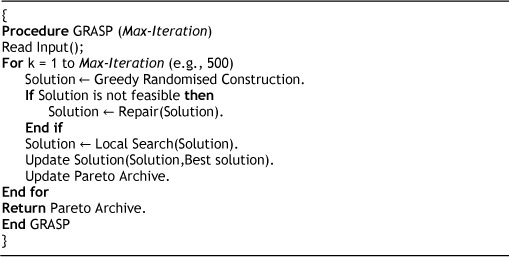 {
Procedure GRASP (Max-Iteration)
Read Input();
For k = 1 to Max-Iteration (e.g., 500)
Solution ← Greedy Randomised Construction.
If Solution is not feasible then
Solution ← Repair(Solution).
End if
Solution ← Local Search(Solution).
Update Solution(Solution,Best solution).
Update Pareto Archive.
End for
Return Pareto Archive.
End GRASP
}